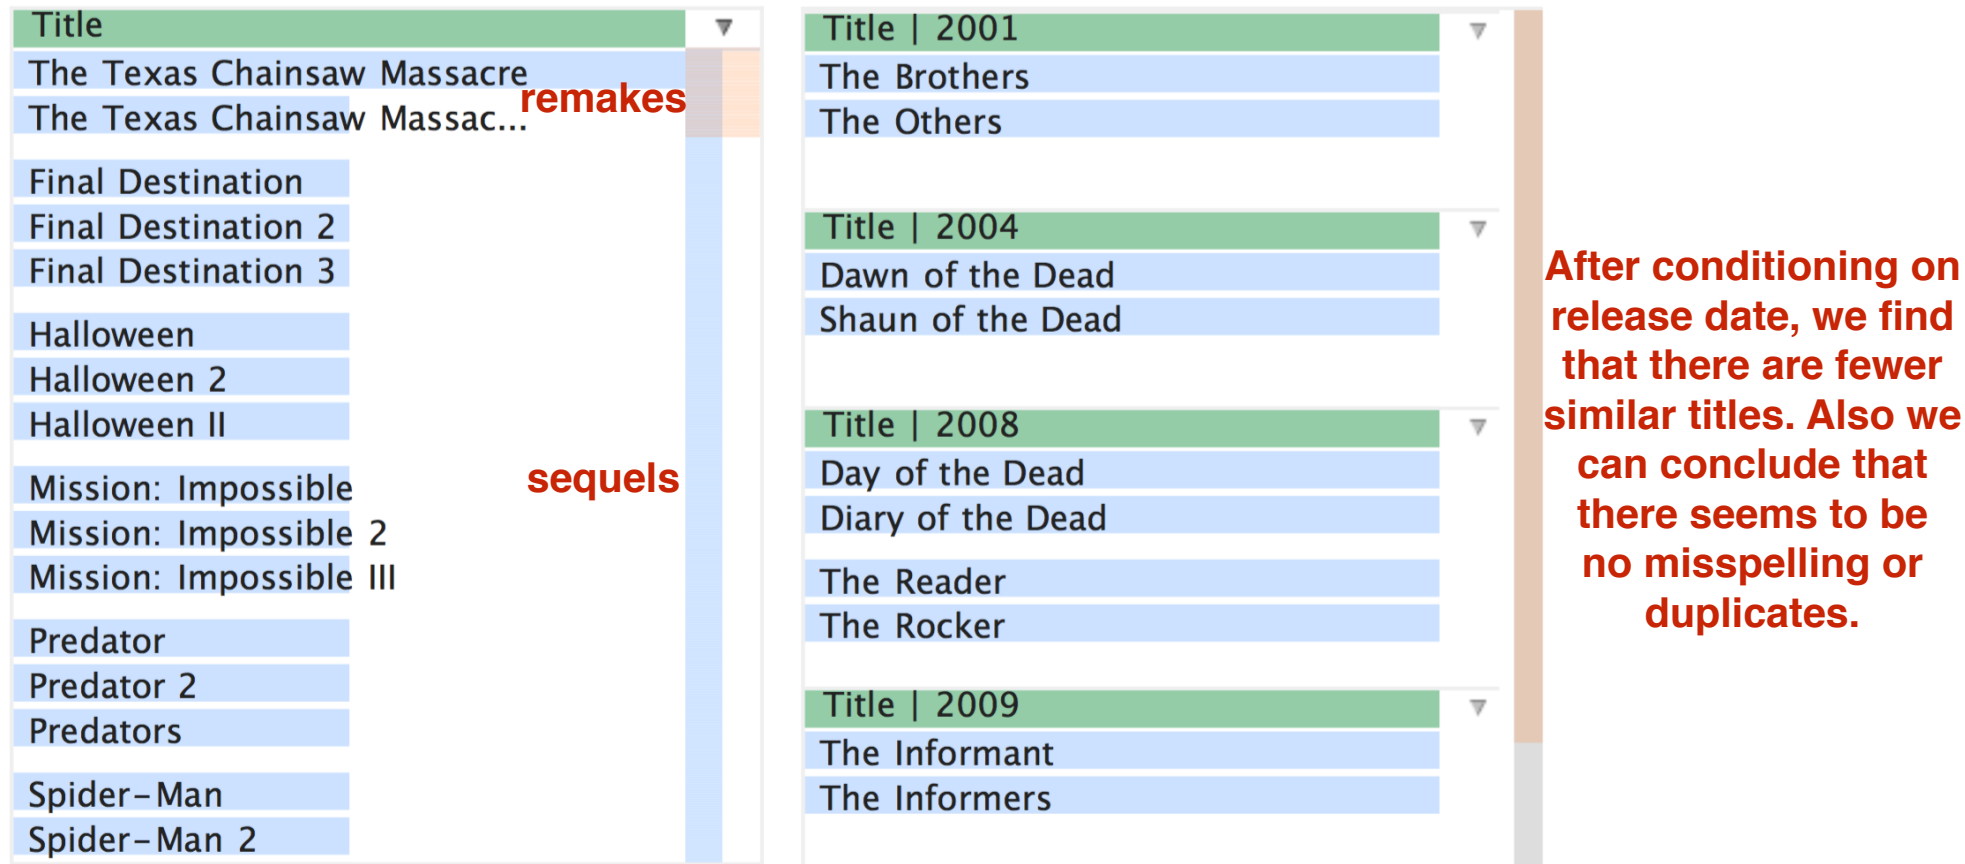 Title
The Texas Chainsaw Massacre
The Texas Chainsaw Massac...
remakes
Final Destination
Final Destination 2
Final Destination 3
Halloween
Halloween 2
Halloween II
Mission: Impossible
Mission: Impossible 2
Mission: Impossible III
sequels
Predator
Predator 2
Predators
Spider-Man
Spider-Man 2
Title | 2001
The Brothers
The Others
Title | 2004
Dawn of the Dead
Shaun of the Dead
Title | 2008
Day of the Dead
Diary of the Dead
The Reader
The Rocker
Title | 2009
The Informant
The Informers
After conditioning on
release date, we find
that there are fewer
similar titles. Also we
can conclude that
there seems to be
no misspelling or
duplicates.